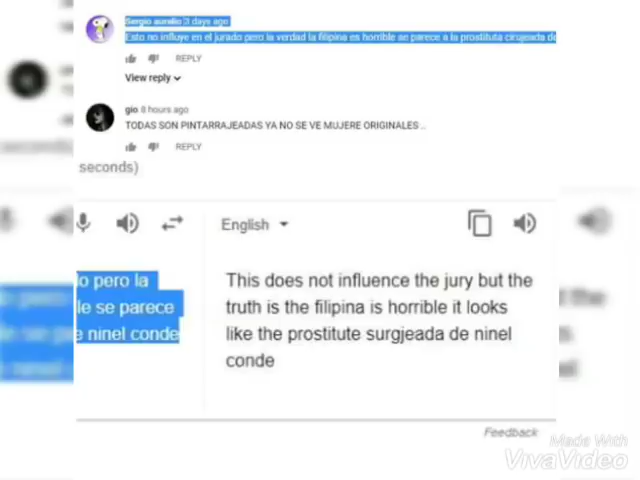 Sergio aurelio 3 days ago
Esto no influye en el jurado pero la verdad la filipina es horrible se parece a la prostituta cirujeada de
REPLY
View reply
gio 8 hours ago
TODAS SON PINTARRAJEADAS YA NO SE VE MUJERE ORIGINALES ..
REPLY
seconds)
English
o pero la
le se parece
e ninel conde
This does not influence the jury but the
truth is the filipina is horrible it looks
like the prostitute surgjeada de ninel
conde
Feedback
Made With
VivaVideo